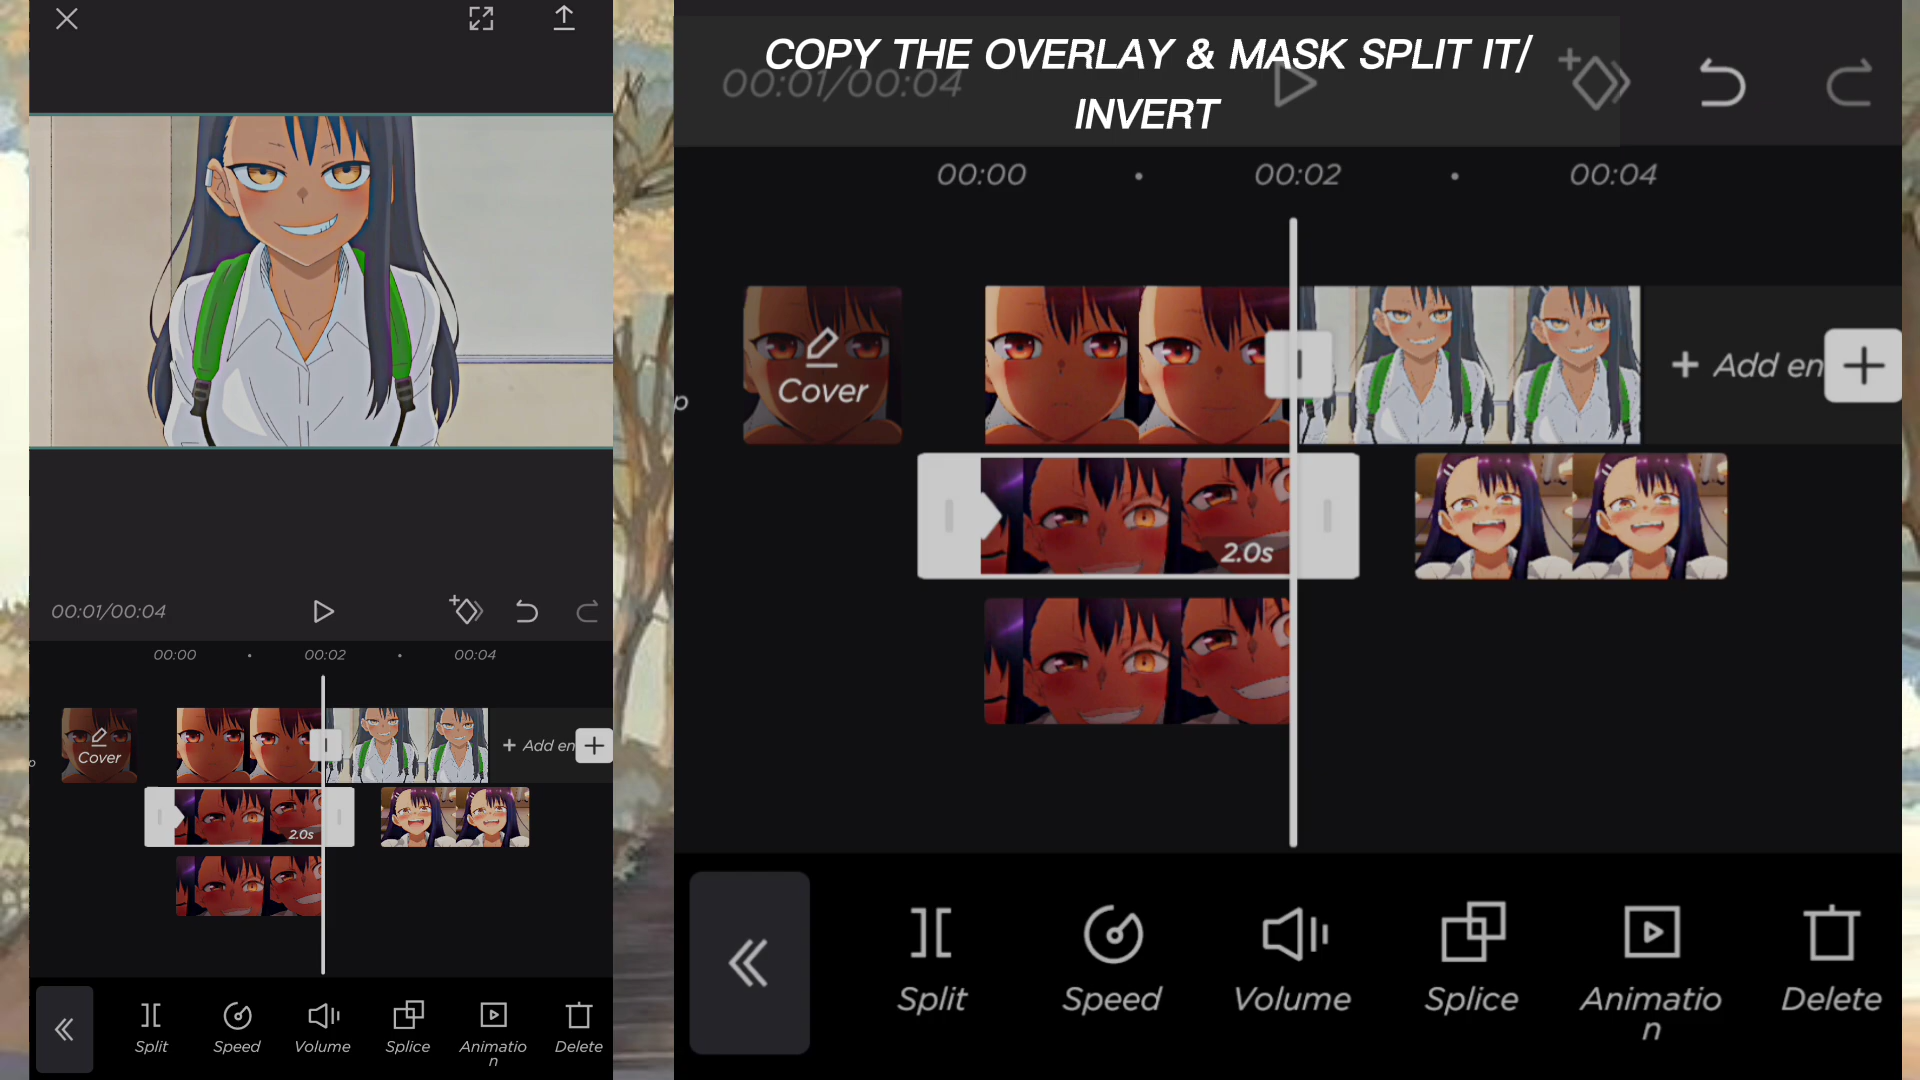 00:01/00:04
00:00
00:02
00:04
Cover
+ Add en
2.0s
Split
Speed
Volume
Splice
Animatio
n
Delete
COPY THE OVERLAY & MASK SPLIT IT/
INVERT
00:01/00:04
00:00
00:02
00:04
p
Cover
+ Add en
2.0s
Split
Speed
Volume
Splice
Animatio
n
Delete